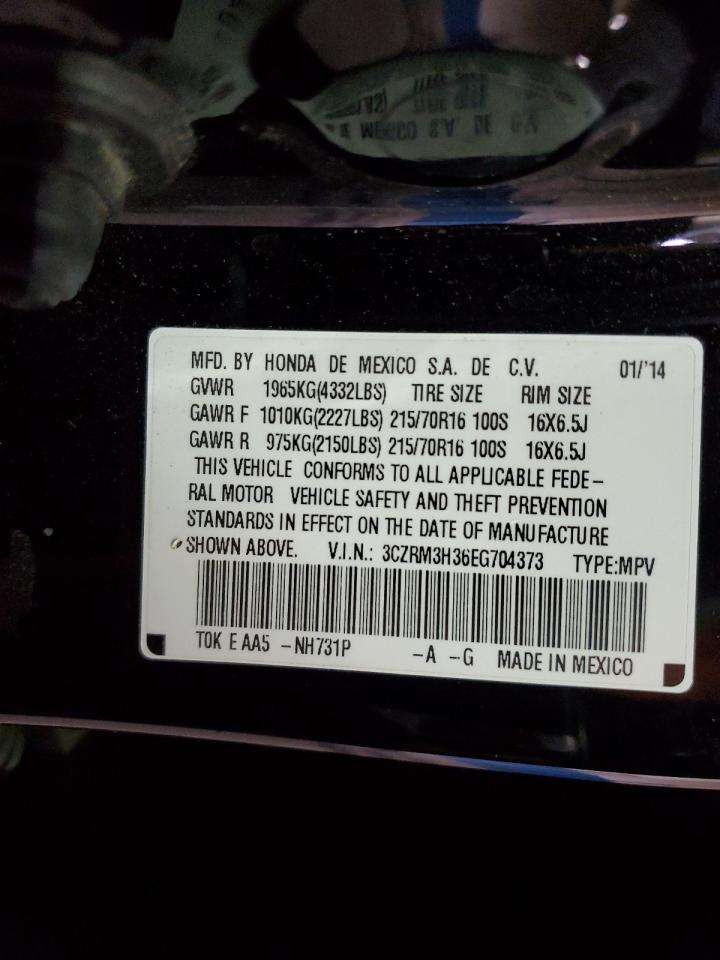 MFD. BY HONDA DE MEXICO S.A. DE C.V. 01/'14
GVWR 1965KG(4332LBS) TIRE SIZE RIM SIZE
GAWR F 1010KG(2227LBS) 215/70R16 100S 16X6.5J
GAWR R 975KG(2150LBS) 215/70R16 100S 16X6.5J
THIS VEHICLE CONFORMS TO ALL APPLICABLE FEDE–
RAL MOTOR VEHICLE SAFETY AND THEFT PREVENTION
STANDARDS IN EFFECT ON THE DATE OF MANUFACTURE
SHOWN ABOVE. V.I.N.: 3CZRM3H36EG704373 TYPE:MPV
T0K E AA5 –NH731P –A –G MADE IN MEXICO